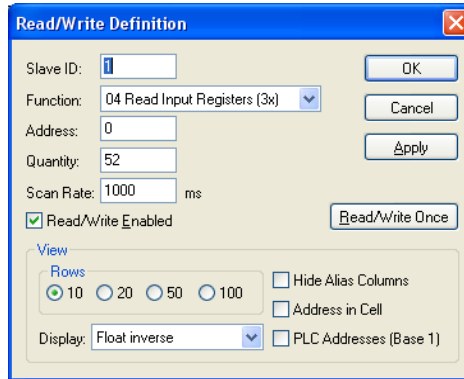 Read/Write Definition
Slave ID: 1
OK
Function: 04 Read Input Registers (3x)
Cancel
Address: 0
Apply
Quantity: 52
Scan Rate: 1000 ms
Read/Write Enabled
Read/Write Once
View
Rows
10 20 50 100
Hide Alias Columns
Address in Cell
Display: Float inverse
PLC Addresses (Base 1)